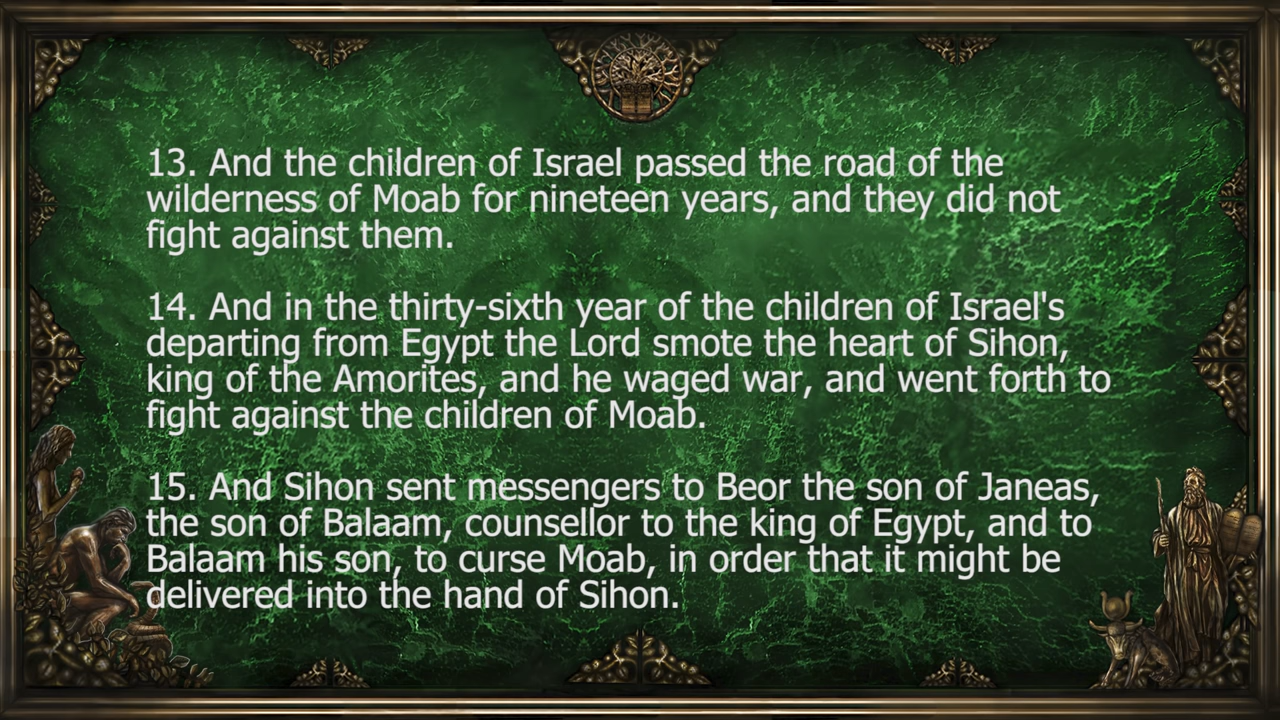 13. And the children of Israel passed the road of the
wilderness of Moab for nineteen years, and they did not
fight against them.
14. And in the thirty-sixth year of the children of Israel's
departing from Egypt the Lord smote the heart of Sihon,
king of the Amorites, and he waged war, and went forth to
fight against the children of Moab.
15. And Sihon sent messengers to Beor the son of Janeas,
the son of Balaam, counsellor to the king of Egypt, and to
Balaam his son, to curse Moab, in order that it might be
delivered into the hand of Sihon.